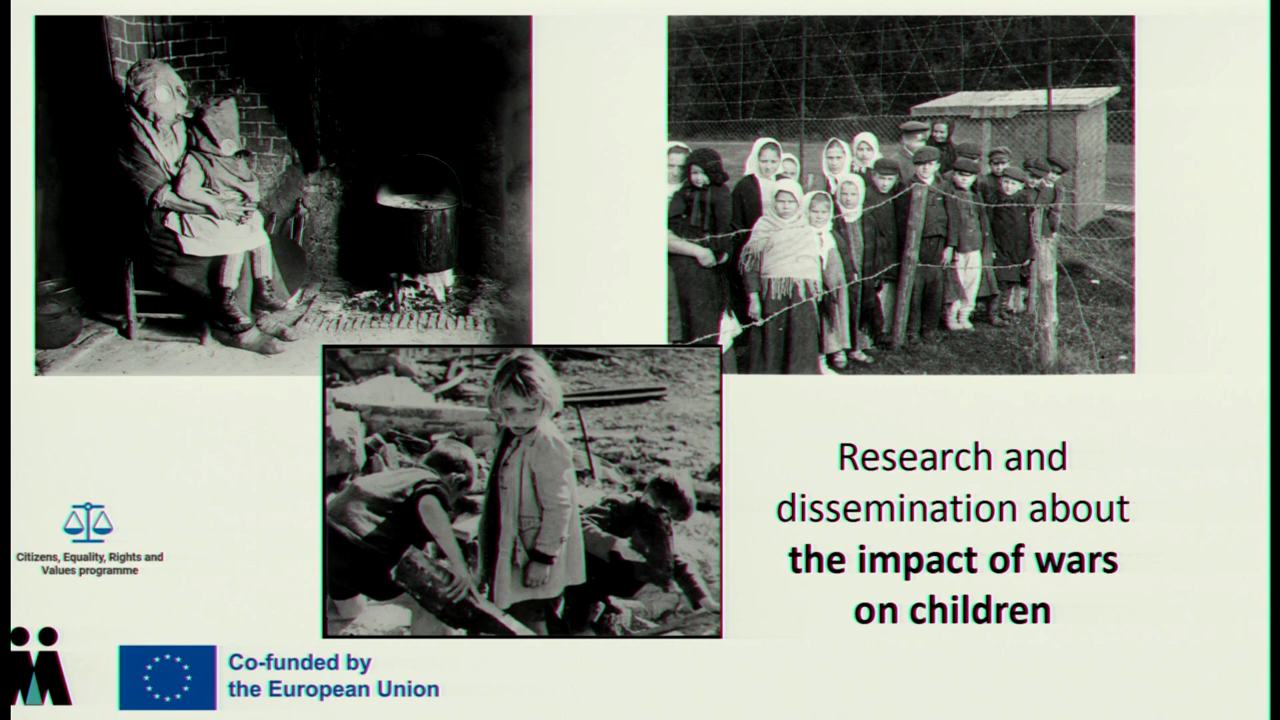 Research and
dissemination about
the impact of wars
on children
Citizens, Equality, Rights and
Values programme
Co-funded by
the European Union